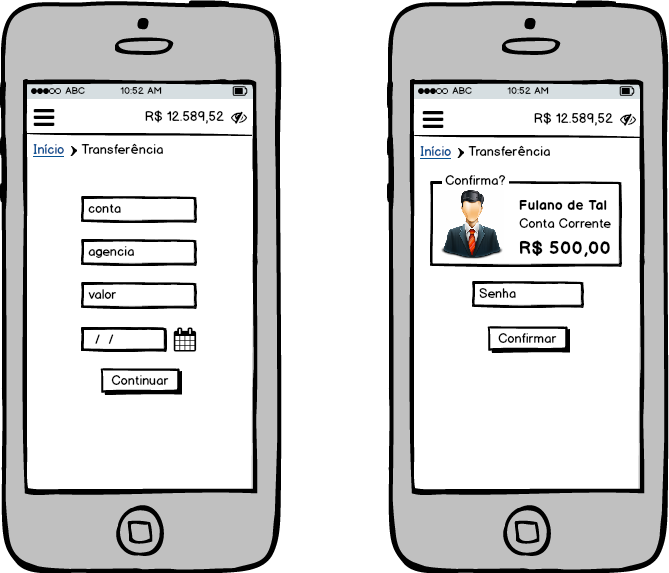 ABC 10:52 AM
R$ 12.589,52
Início Transferência
conta
agencia
valor
/ /
Continuar
ABC 10:52 AM
R$ 12.589,52
Início Transferência
Confirma?
Fulano de Tal
Conta Corrente
R$ 500,00
Senha
Confirmar